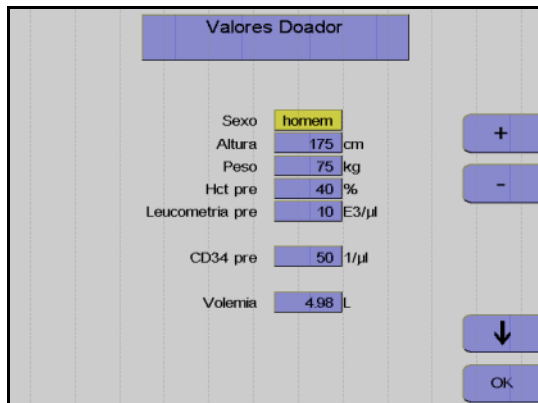 Valores Doador
Sexo homem
+
Altura 175 cm
Peso 75 kg
-
Hct pre 40 %
Leucometria pre 10 E3/µl
CD34 pre 50 1/µl
Volemia 4.98 L
↓
OK